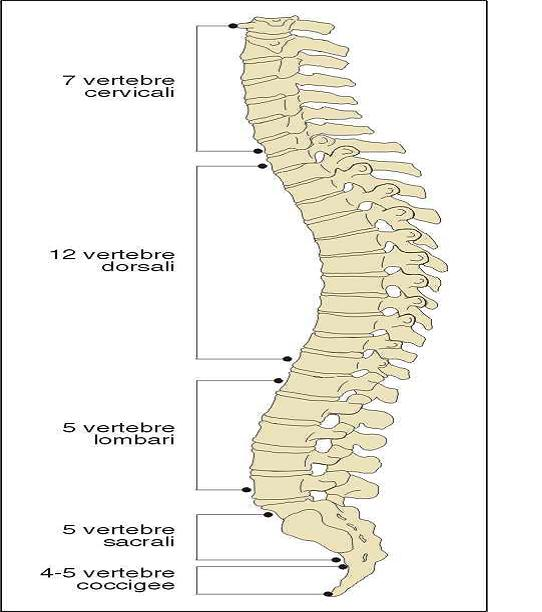 7 vertebre
cervicali
12 vertebre
dorsali
5 vertebre
lombari
5 vertebre
sacrali
4-5 vertebre
coccigee